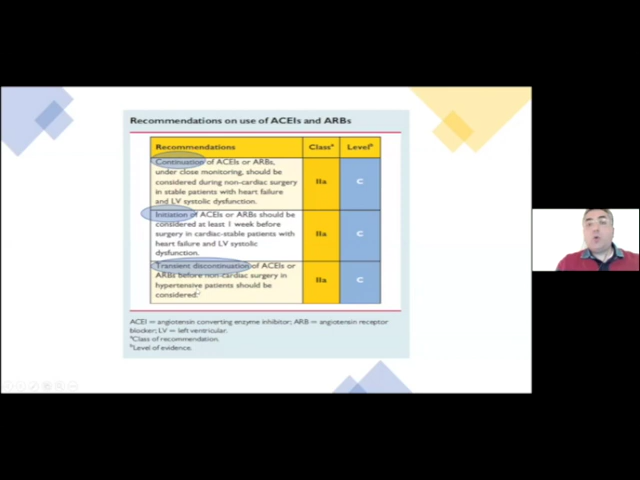 Recommendations on use of ACEIs and ARBs
Recommendations Classᵃ Levelᵇ
Continuation of ACEIs or ARBs,
under close monitoring, should be
considered during non-cardiac surgery
in stable patients with heart failure
and LV systolic dysfunction.
IIa C
Initiation of ACEIs or ARBs should be
considered at least 1 week before
surgery in cardiac-stable patients with
heart failure and LV systolic
dysfunction.
IIa C
Transient discontinuation of ACEIs or
ARBs before non-cardiac surgery in
hypertensive patients should be
considered.
IIa C
ACEI = angiotensin converting enzyme inhibitor; ARB = angiotensin receptor
blocker; LV = left ventricular.
ᵃClass of recommendation.
ᵇLevel of evidence.